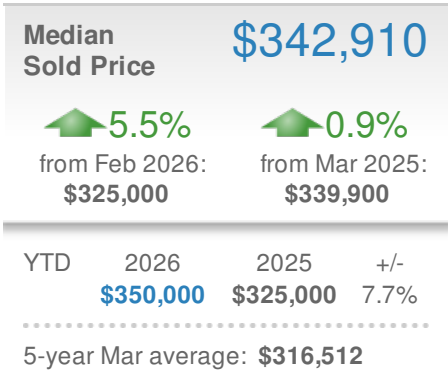 Median $342,910
Sold Price
5.5% 0.9%
from Feb 2026: from Mar 2025:
$325,000 $339,900
YTD 2026 2025 +/-
$350,000 $325,000 7.7%
5-year Mar average: $316,512